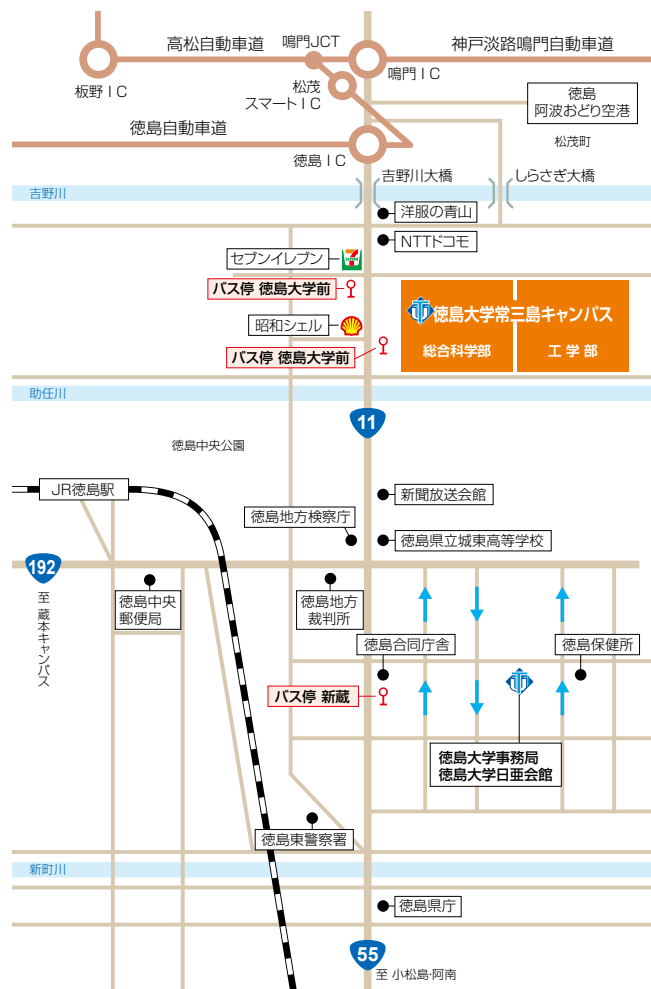 高松自動車道
鳴門JCT
神戸淡路鳴門自動車道
板野IC
松茂
スマートIC
鳴門IC
徳島
阿波おどり空港
徳島自動車道
松茂町
徳島IC
吉野川大橋
しらさぎ大橋
吉野川
洋服の青山
NTTドコモ
セブンイレブン
バス停 徳島大学前
徳島大学常三島キャンパス
昭和シェル
総合科学部
工学部
バス停 徳島大学前
助任川
11
徳島中央公園
JR徳島駅
新聞放送会館
徳島地方検察庁
徳島県立城東高等学校
192
至 蔵本キャンパス
徳島中央
郵便局
徳島地方
裁判所
徳島合同庁舎
徳島保健所
バス停 新蔵
徳島大学事務局
徳島大学日亜会館
徳島東警察署
新町川
徳島県庁
55
至 小松島・阿南